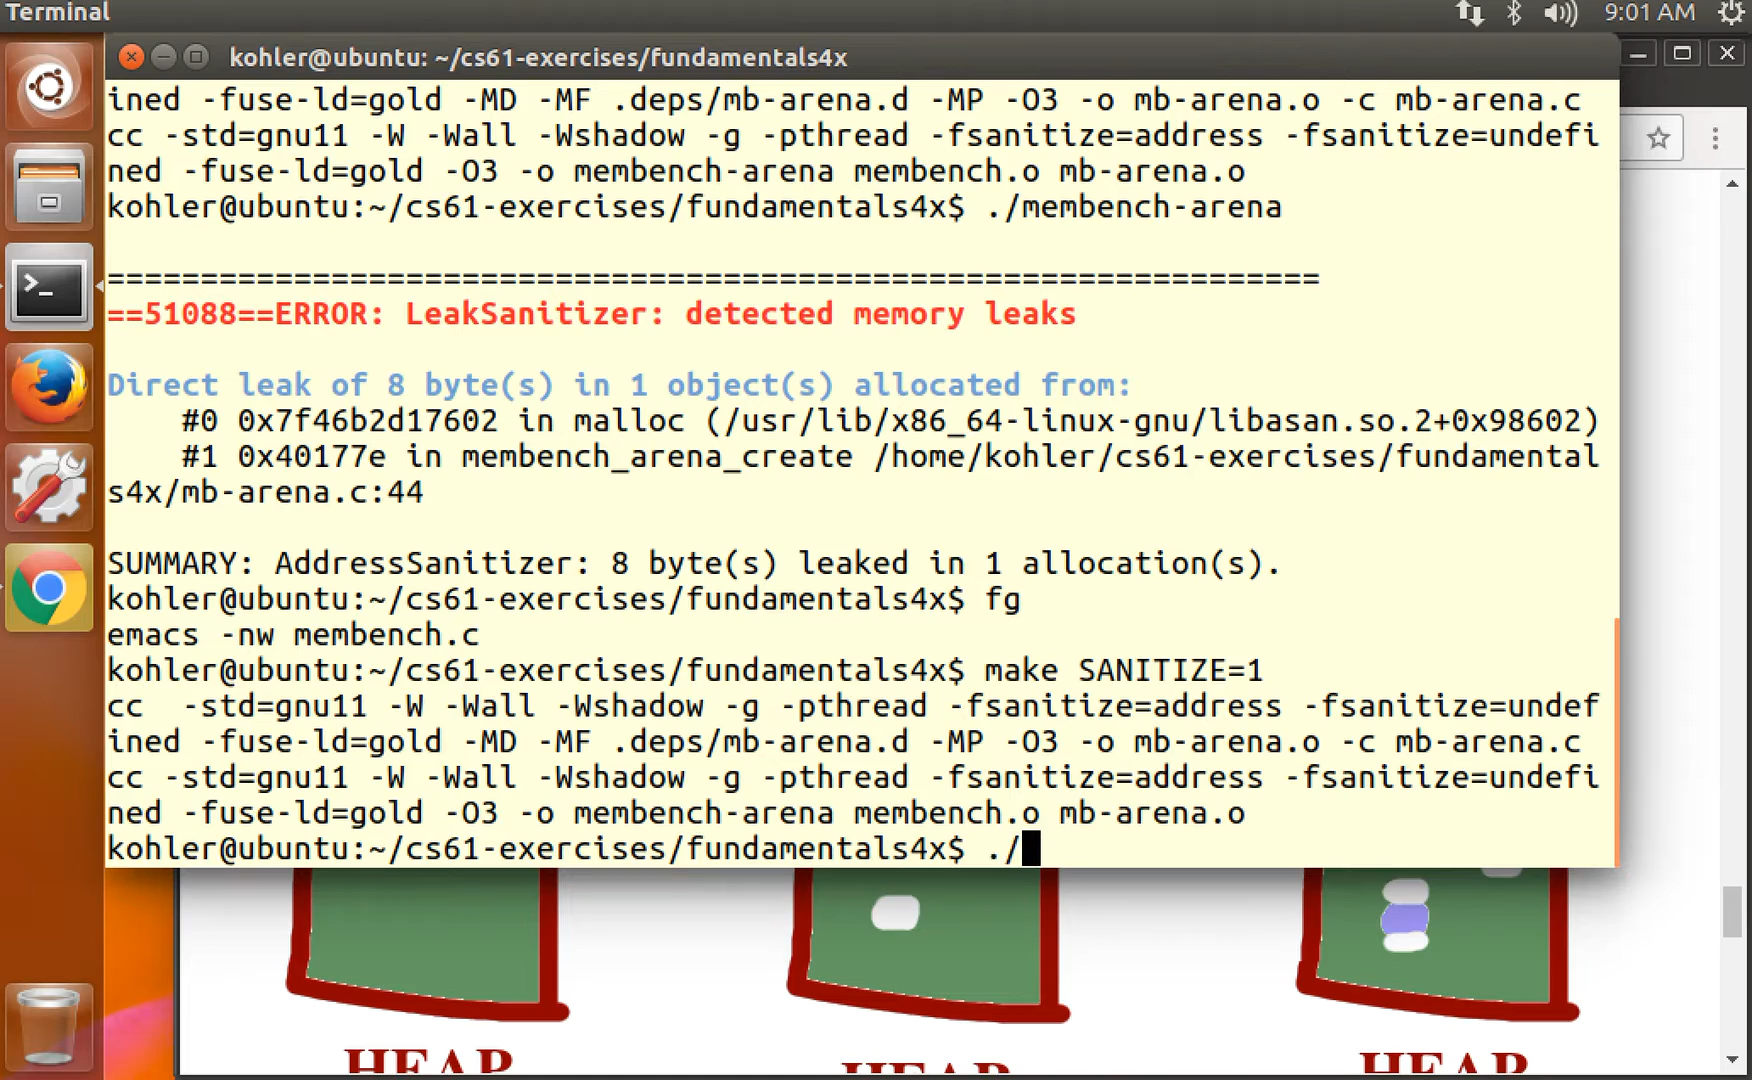 Terminal
9:01 AM
kohler@ubuntu: ~/cs61-exercises/fundamentals4x
ined -fuse-ld=gold -MD -MF .deps/mb-arena.d -MP -O3 -o mb-arena.o -c mb-arena.c
cc -std=gnu11 -W -Wall -Wshadow -g -pthread -fsanitize=address -fsanitize=undefi
ned -fuse-ld=gold -O3 -o membench-arena membench.o mb-arena.o
kohler@ubuntu:~/cs61-exercises/fundamentals4x$ ./membench-arena
=================================================================
==51088==ERROR: LeakSanitizer: detected memory leaks
Direct leak of 8 byte(s) in 1 object(s) allocated from:
    #0 0x7f46b2d17602 in malloc (/usr/lib/x86_64-linux-gnu/libasan.so.2+0x98602)
    #1 0x40177e in membench_arena_create /home/kohler/cs61-exercises/fundamental
s4x/mb-arena.c:44
SUMMARY: AddressSanitizer: 8 byte(s) leaked in 1 allocation(s).
kohler@ubuntu:~/cs61-exercises/fundamentals4x$ fg
emacs -nw membench.c
kohler@ubuntu:~/cs61-exercises/fundamentals4x$ make SANITIZE=1
cc  -std=gnu11 -W -Wall -Wshadow -g -pthread -fsanitize=address -fsanitize=undef
ined -fuse-ld=gold -MD -MF .deps/mb-arena.d -MP -O3 -o mb-arena.o -c mb-arena.c
cc -std=gnu11 -W -Wall -Wshadow -g -pthread -fsanitize=address -fsanitize=undefi
ned -fuse-ld=gold -O3 -o membench-arena membench.o mb-arena.o
kohler@ubuntu:~/cs61-exercises/fundamentals4x$ ./
HEAP HEAP HEAP